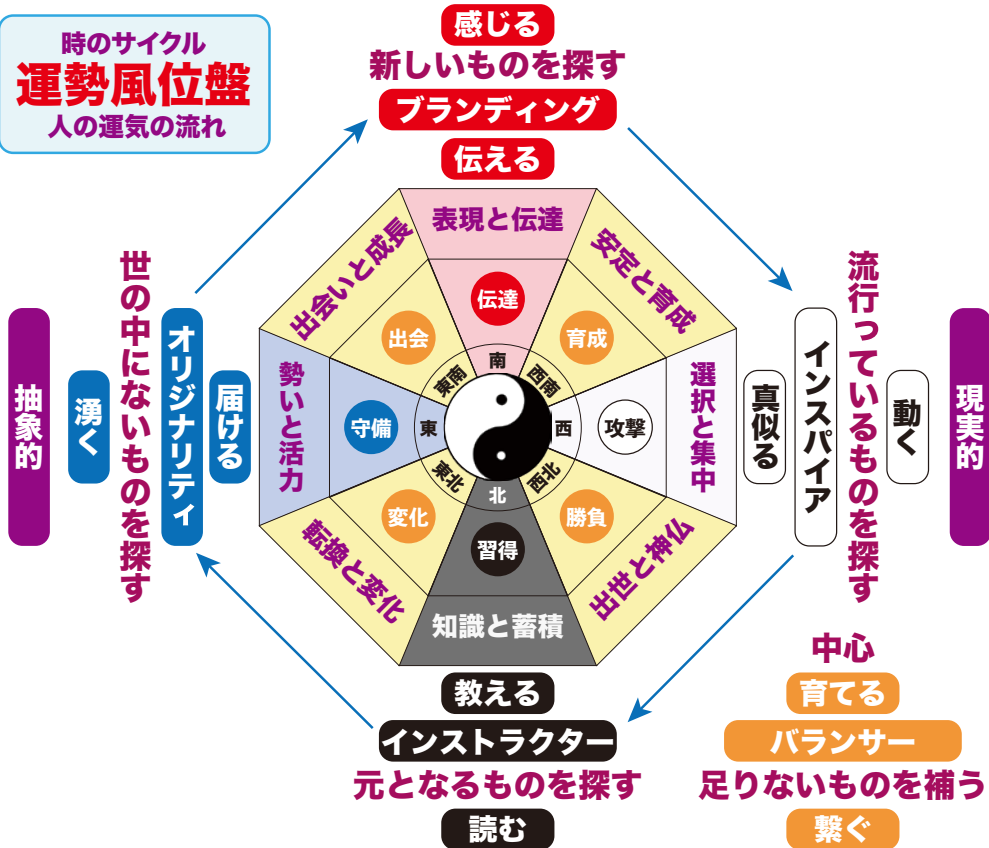 時のサイクル
運勢風位盤
人の運気の流れ
感じる
新しいものを探す
ブランディング
伝える
表現と伝達
安定と育成
選択と集中
出世と神仏
知識と蓄積
転換と変化
勢いと活力
出会いと成長
伝達
育成
攻撃
勝負
習得
変化
守備
出会
南
西南
西
西北
北
東北
東
東南
抽象的
湧く
世の中にないものを探す
オリジナリティ
届ける
真似る
インスパイア
流行っているものを探す
動く
現実的
教える
インストラクター
元となるものを探す
読む
中心
育てる
バランサー
足りないものを補う
繋ぐ